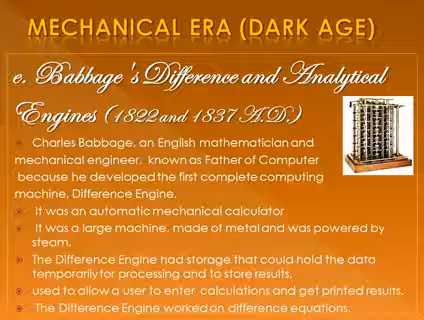 MECHANICAL ERA (DARK AGE)
e. Babbage's Difference and Analytical
Engines (1822 and 1837 A.D.)
Charles Babbage, an English mathematician and
mechanical engineer. known as Father of Computer
because he developed the first complete computing
machine, Difference Engine.
It was an automatic mechanical calculator
It was a large machine, made of metal and was powered by
steam.
The Difference Engine had storage that could hold the data
temporarily for processing and to store results.
used to allow a user to enter calculations and get printed results.
The Difference Engine worked on difference equations.